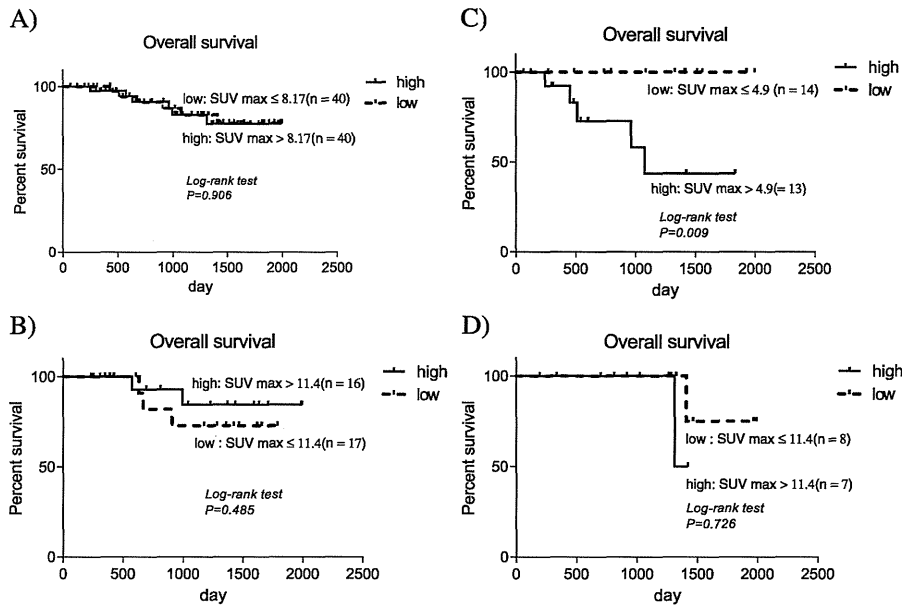 A)
Overall survival
high
low
low: SUV max ≤ 8.17(n = 40)
high: SUV max > 8.17(n = 40)
Log-rank test
P=0.906
Percent survival
100
50
0
0 500 1000 1500 2000 2500
day
B)
Overall survival
high
low
high: SUV max > 11.4(n = 16)
low : SUV max ≤ 11.4(n = 17)
Log-rank test
P=0.485
Percent survival
100
50
0
0 500 1000 1500 2000 2500
day
C)
Overall survival
high
low
low: SUV max ≤ 4.9 (n = 14)
high: SUV max > 4.9(= 13)
Log-rank test
P=0.009
Percent survival
100
50
0
0 500 1000 1500 2000 2500
day
D)
Overall survival
high
low
low : SUV max ≤ 11.4(n = 8)
high: SUV max > 11.4(n = 7)
Log-rank test
P=0.726
Percent survival
100
50
0
0 500 1000 1500 2000 2500
day